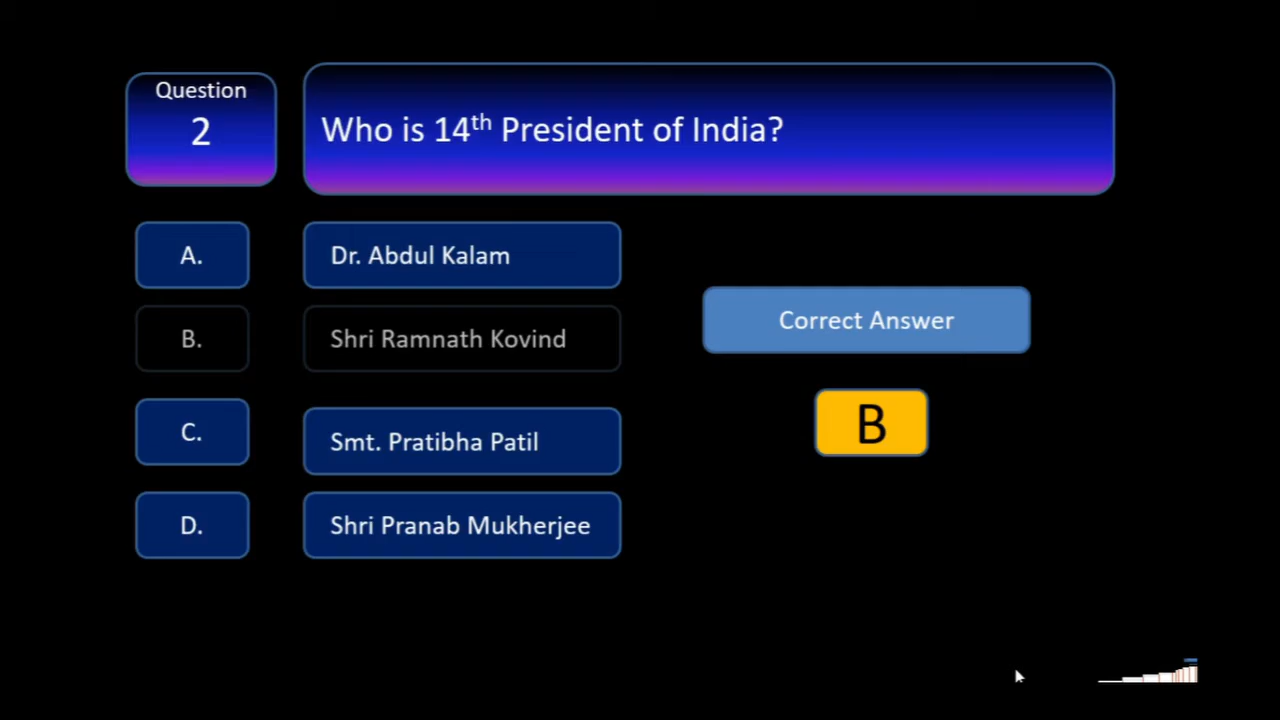 Question
2
Who is 14th President of India?
A.
Dr. Abdul Kalam
B.
Shri Ramnath Kovind
C.
Smt. Pratibha Patil
D.
Shri Pranab Mukherjee
Correct Answer
B